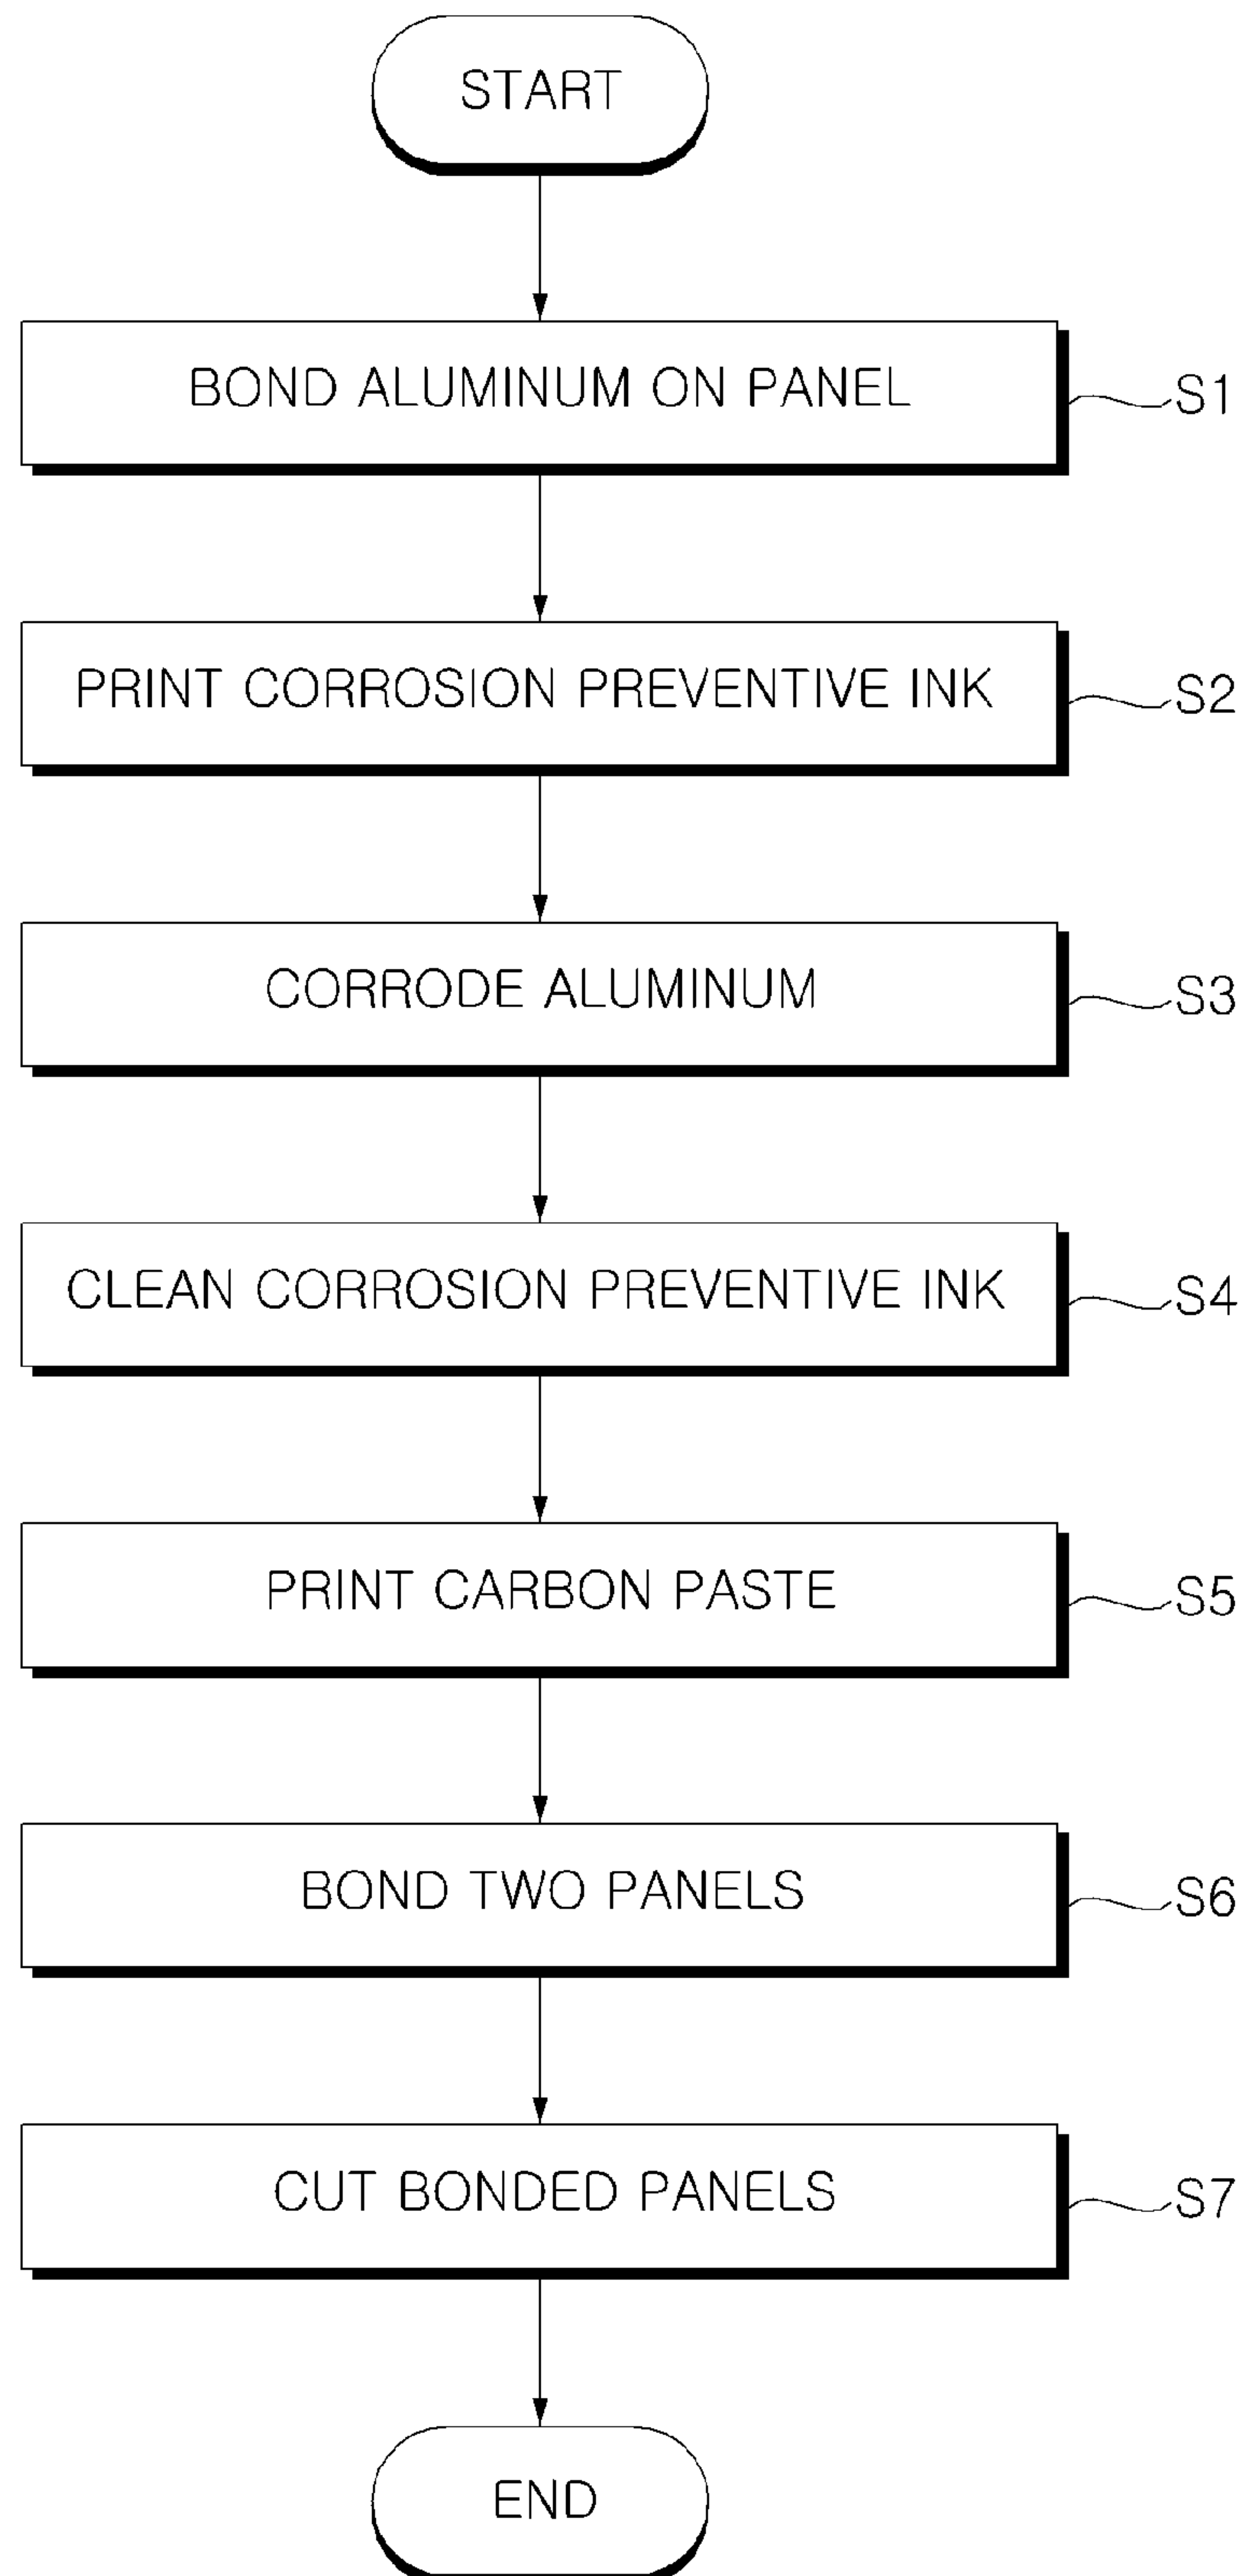 START
BOND ALUMINUM ON PANEL
S1
PRINT CORROSION PREVENTIVE INK
S2
CORRODE ALUMINUM
S3
CLEAN CORROSION PREVENTIVE INK
S4
PRINT CARBON PASTE
S5
BOND TWO PANELS
S6
CUT BONDED PANELS
S7
END